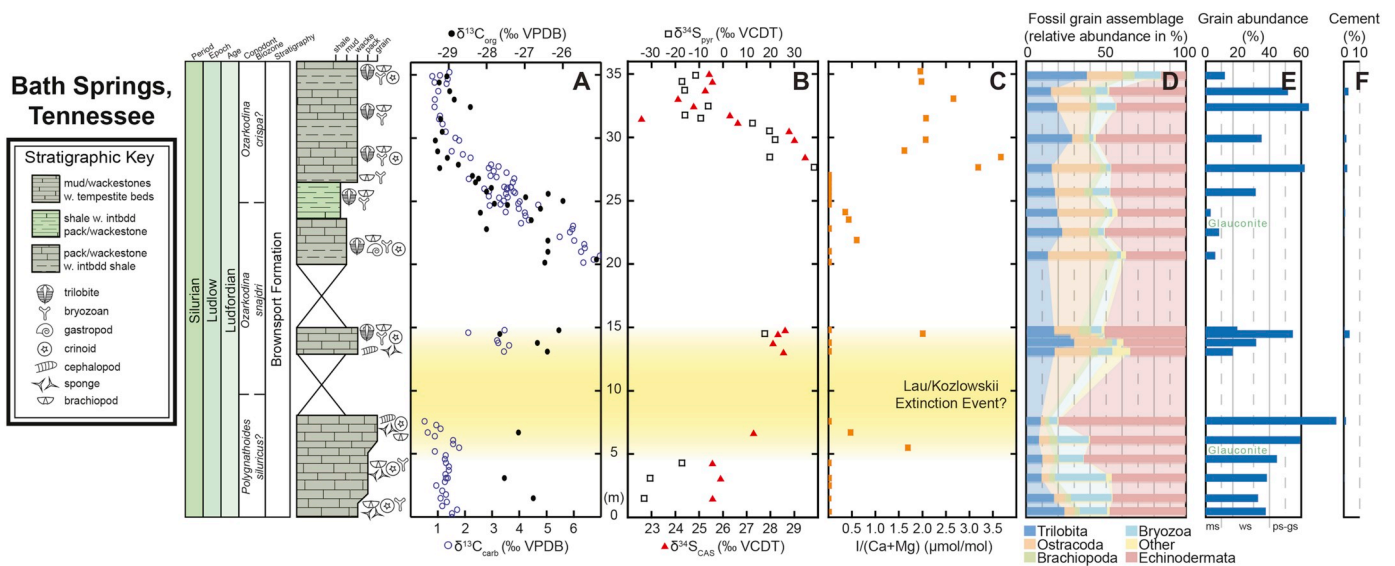 Bath Springs,
Tennessee
Stratigraphic Key
mud/wackestones
w. tempestite beds
shale w. intbdd
pack/wackestone
pack/wackestone
w. intbdd shale
trilobite
bryozoan
gastropod
crinoid
cephalopod
sponge
brachiopod
Period
Epoch
Age
Conodont
Biozone
Stratigraphy
shale
mud
wacke
pack
grain
Silurian
Ludlow
Ludfordian
Ozarkodina
crispa?
Ozarkodina
snajdri
Polygnathoides
siluricus?
Brownsport Formation
δ13Corg (‰ VPDB)
-29 -28 -27 -26
A
-1 0 1 2 3 4 5 6 7
δ13Ccarb (‰ VPDB)
δ34Spyr (‰ VCDT)
-30 -20 -10 0 10 20 30
B
35
30
25
20
15
10
5
(m) 0
23 24 25 26 27 28 29
δ34SCAS (‰ VCDT)
C
Lau/Kozlowskii
Extinction Event?
0.5 1.0 1.5 2.0 2.5 3.0 3.5
I/(Ca+Mg) (µmol/mol)
Fossil grain assemblage
(relative abundance in %)
0 50 100
D
Trilobita
Ostracoda
Brachiopoda
Bryozoa
Other
Echinodermata
Grain abundance
(%)
0 20 40 60
E
Glauconite
Glauconite
ms ws ps-gs
Cement
(%)
0 10
F